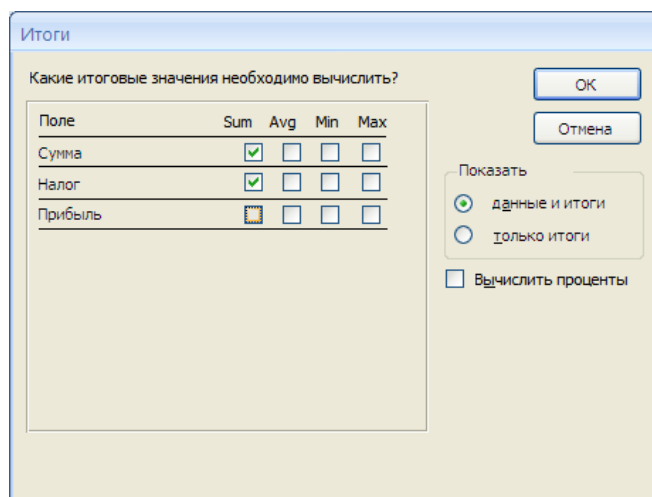 Итоги
Какие итоговые значения необходимо вычислить?
Поле Sum Avg Min Max
Сумма
Налог
Прибыль
ОК
Отмена
Показать
данные и итоги
только итоги
Вычислить проценты